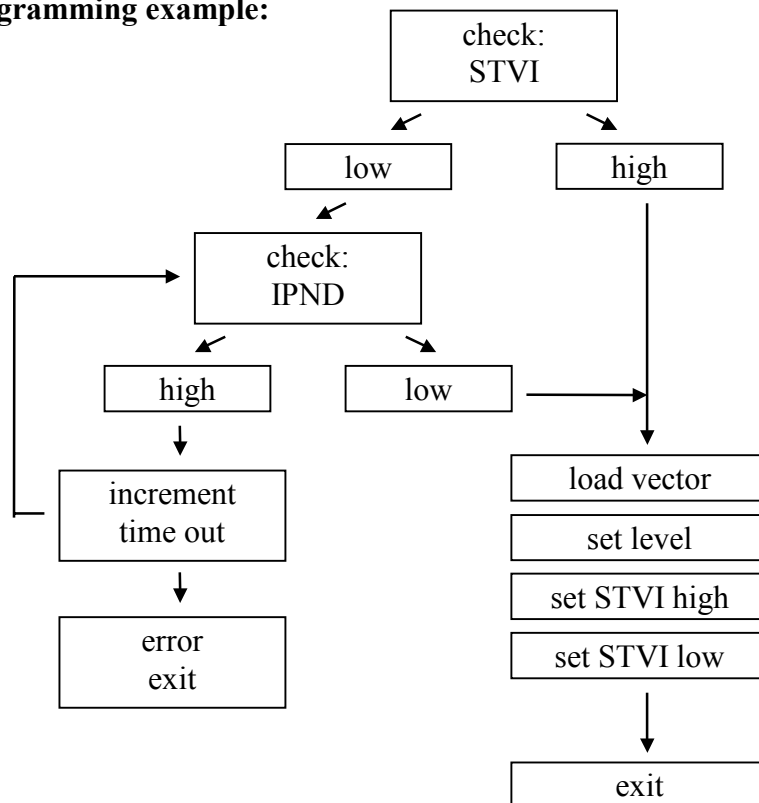 gramming example:
check:
STVI
low
high
check:
IPND
high
low
increment
time out
load vector
set level
set STVI high
error
exit
set STVI low
exit